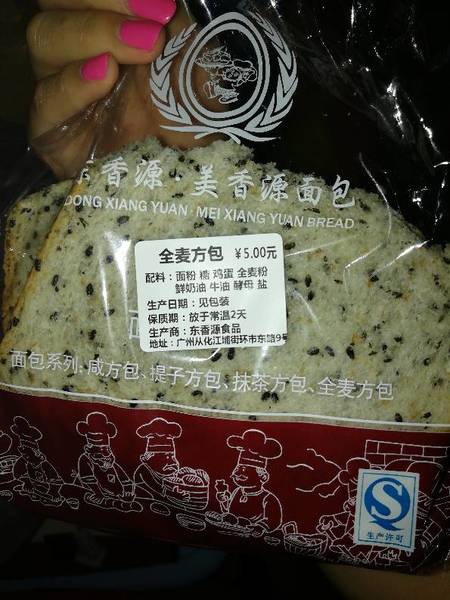 香源 美香源面包
DONG XIANG YUAN · MEI XIANG YUAN BREAD
全麦方包 ¥5.00元
配料：面粉 糖 鸡蛋 全麦粉
鲜奶油 牛油 酵母 盐
生产日期：见包装
保质期：放于常温2天
生产商：东香源食品
地址：广州从化江埔街环市东路9号
面包系列：咸方包、提子方包、抹茶方包、全麦方包
S
生产许可